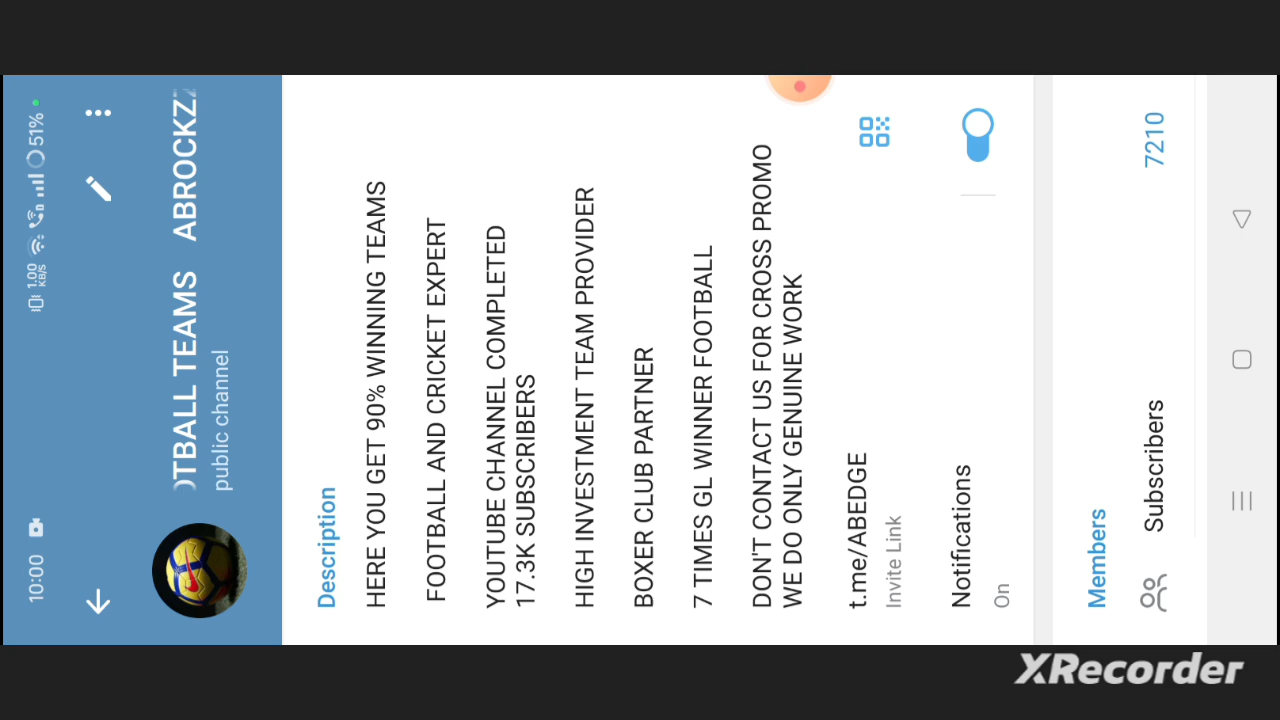 10:00
1.00
KB/S
51%
OTBALL TEAMS ABROCKZ
public channel
Description
HERE YOU GET 90% WINNING TEAMS
FOOTBALL AND CRICKET EXPERT
YOUTUBE CHANNEL COMPLETED
17.3K SUBSCRIBERS
HIGH INVESTMENT TEAM PROVIDER
BOXER CLUB PARTNER
7 TIMES GL WINNER FOOTBALL
DON'T CONTACT US FOR CROSS PROMO
WE DO ONLY GENUINE WORK
t.me/ABEDGE
Invite Link
Notifications
On
Members
Subscribers 7210
XRecorder